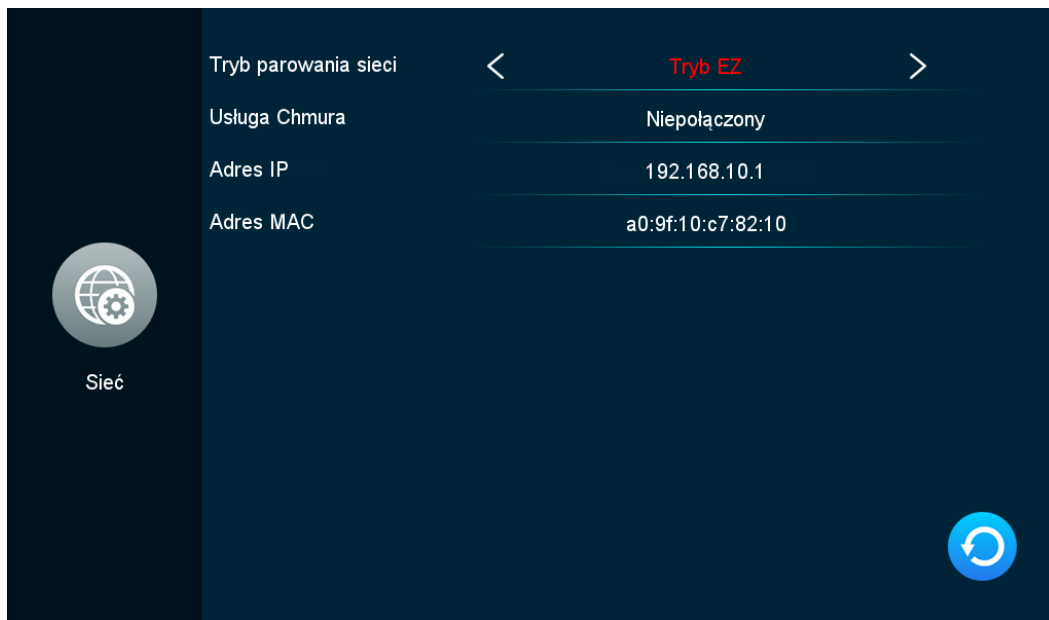 Tryb parowania sieci Tryb EZ
Usługa Chmura Niepołączony
Adres IP 192.168.10.1
Adres MAC a0:9f:10:c7:82:10
Sieć